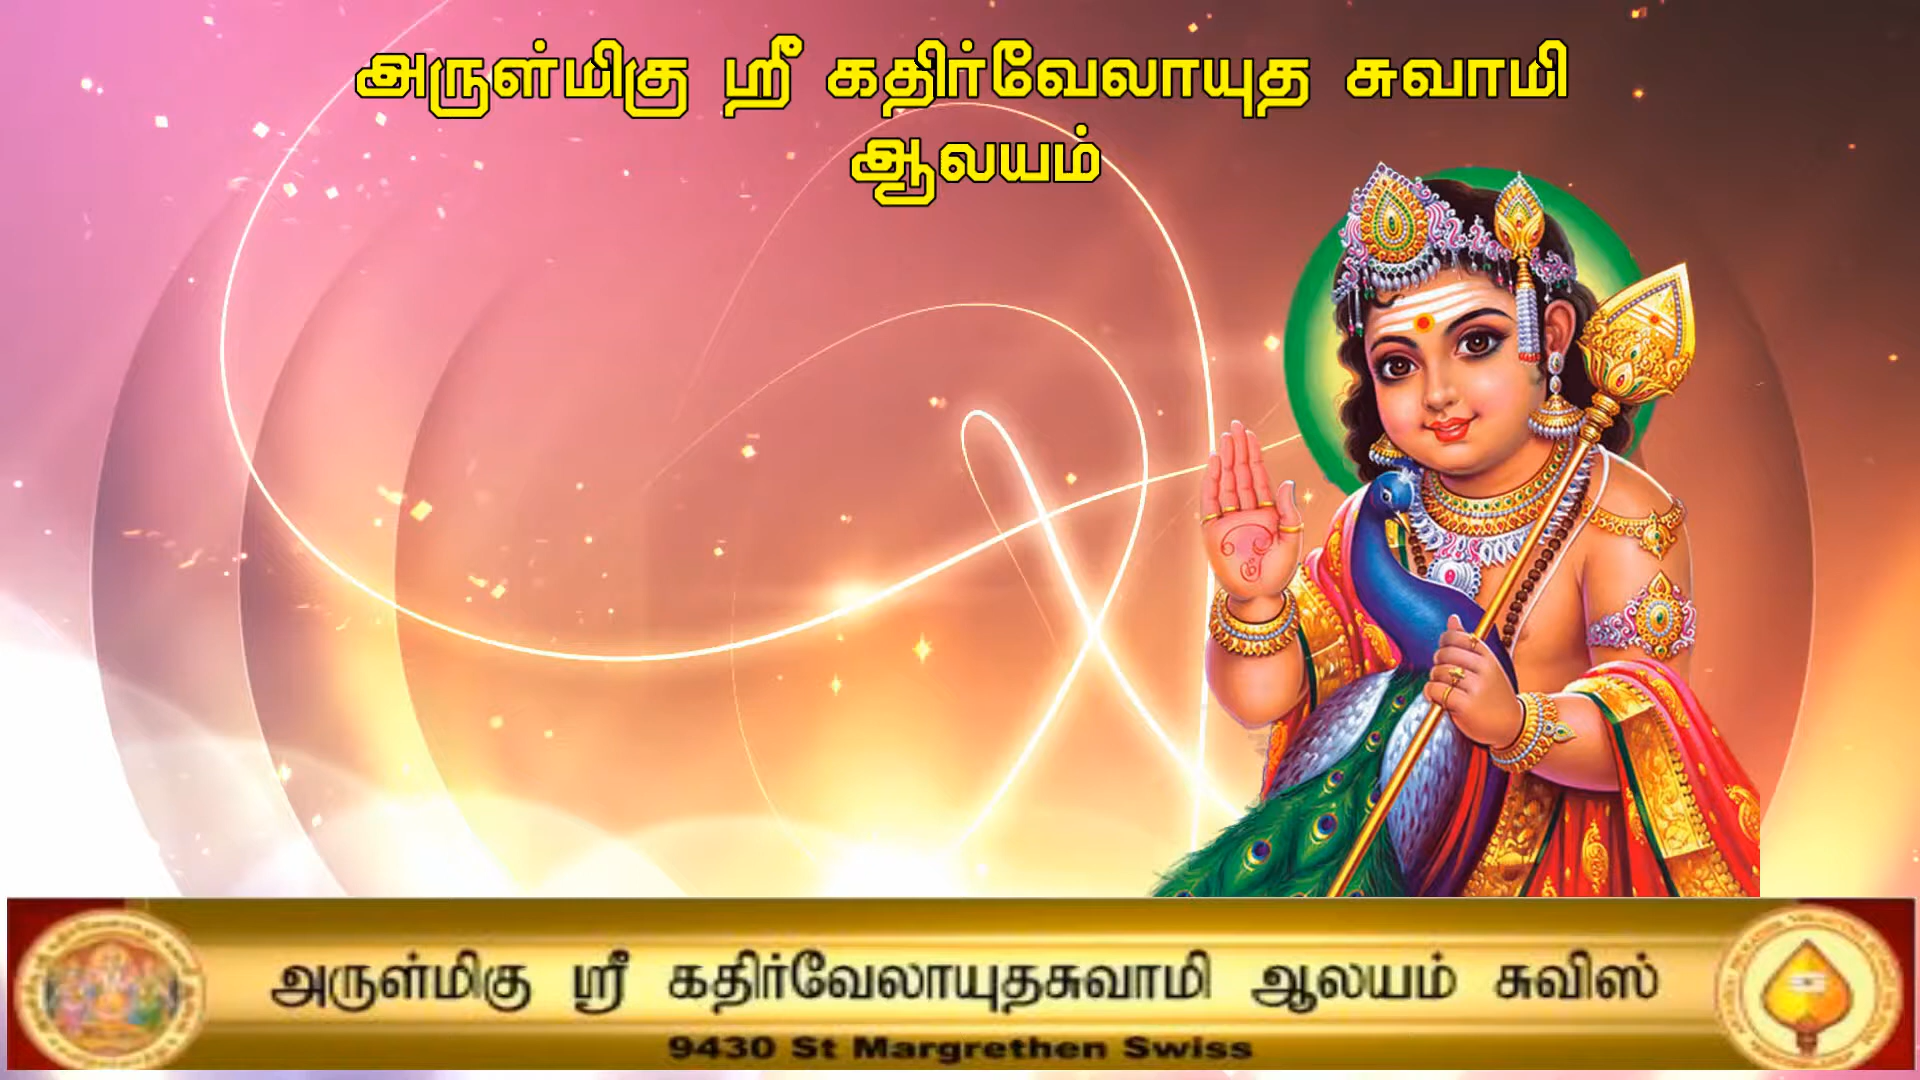 அருள்மிகு ஸ்ரீ கதிர்வேலாயுத சுவாமி
ஆலயம்
அருள்மிகு ஸ்ரீ கதிர்வேலாயுதசுவாமி ஆலயம் சுவிஸ்
9430 St Margrethen Swiss